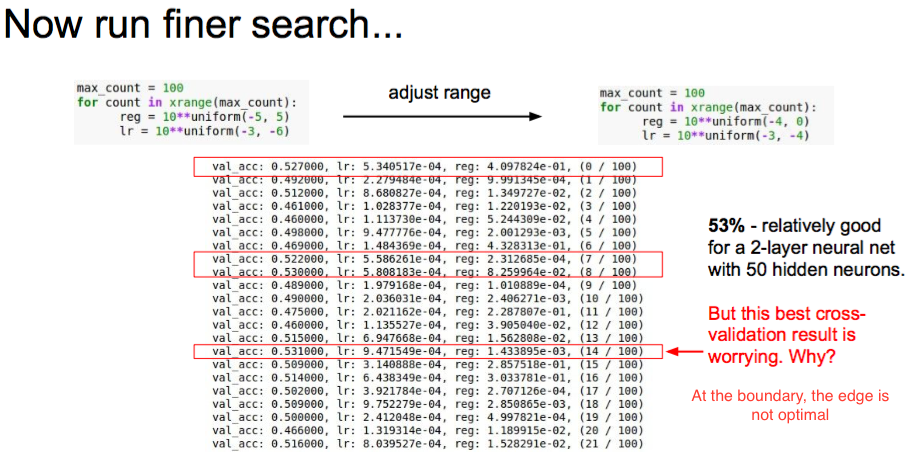 Now run finer search...
max_count = 100
for count in xrange(max_count):
reg = 10**uniform(-5, 5)
lr = 10**uniform(-3, -6)
adjust range
max_count = 100
for count in xrange(max_count):
reg = 10**uniform(-4, 0)
lr = 10**uniform(-3, -4)
val_acc: 0.527000, lr: 5.340517e-04, reg: 4.097824e-01, (0 / 100)
val_acc: 0.492000, lr: 2.279484e-04, reg: 9.991345e-04, (1 / 100)
val_acc: 0.512000, lr: 8.680827e-04, reg: 1.349727e-02, (2 / 100)
val_acc: 0.461000, lr: 1.028377e-04, reg: 1.220193e-02, (3 / 100)
val_acc: 0.460000, lr: 1.113730e-04, reg: 5.244309e-02, (4 / 100)
val_acc: 0.498000, lr: 9.477776e-04, reg: 2.001293e-03, (5 / 100)
val_acc: 0.469000, lr: 1.484369e-04, reg: 4.328313e-01, (6 / 100)
val_acc: 0.522000, lr: 5.586261e-04, reg: 2.312685e-04, (7 / 100)
val_acc: 0.530000, lr: 5.808183e-04, reg: 8.259964e-02, (8 / 100)
val_acc: 0.489000, lr: 1.979168e-04, reg: 1.010889e-04, (9 / 100)
val_acc: 0.490000, lr: 2.036031e-04, reg: 2.406271e-03, (10 / 100)
val_acc: 0.475000, lr: 2.021162e-04, reg: 2.287807e-01, (11 / 100)
val_acc: 0.460000, lr: 1.135527e-04, reg: 3.905040e-02, (12 / 100)
val_acc: 0.515000, lr: 6.947668e-04, reg: 1.562808e-02, (13 / 100)
val_acc: 0.531000, lr: 9.471549e-04, reg: 1.433895e-03, (14 / 100)
val_acc: 0.509000, lr: 3.140888e-04, reg: 2.857518e-01, (15 / 100)
val_acc: 0.514000, lr: 6.438349e-04, reg: 3.033781e-01, (16 / 100)
val_acc: 0.502000, lr: 3.921784e-04, reg: 2.707126e-04, (17 / 100)
val_acc: 0.509000, lr: 9.752279e-04, reg: 2.850865e-03, (18 / 100)
val_acc: 0.500000, lr: 2.412048e-04, reg: 4.997821e-04, (19 / 100)
val_acc: 0.466000, lr: 1.319314e-04, reg: 1.189915e-02, (20 / 100)
val_acc: 0.516000, lr: 8.039527e-04, reg: 1.528291e-02, (21 / 100)
53% - relatively good
for a 2-layer neural net
with 50 hidden neurons.
But this best cross-
validation result is
worrying. Why?
At the boundary, the edge is
not optimal